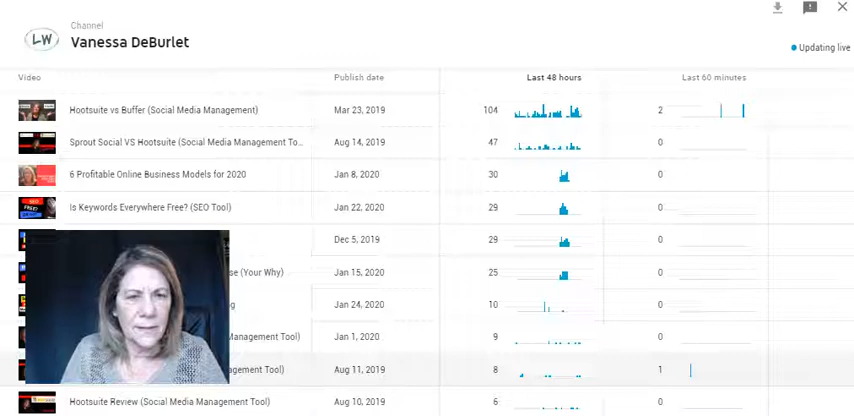 Channel
LW
Vanessa DeBurlet
Updating live
Video Publish date Last 48 hours Last 60 minutes
Hootsuite vs Buffer (Social Media Management) Mar 23, 2019 104 2
Sprout Social VS Hootsuite (Social Media Management To... Aug 14, 2019 47 0
6 Profitable Online Business Models for 2020 Jan 8, 2020 30 0
Is Keywords Everywhere Free? (SEO Tool) Jan 22, 2020 29 0
Dec 5, 2019 29 0
se (Your Why) Jan 15, 2020 25 0
g Jan 24, 2020 10 0
Management Tool) Jan 1, 2020 9 0
agement Tool) Aug 11, 2019 8 1
Hootsuite Review (Social Media Management Tool) Aug 10, 2019 6 0